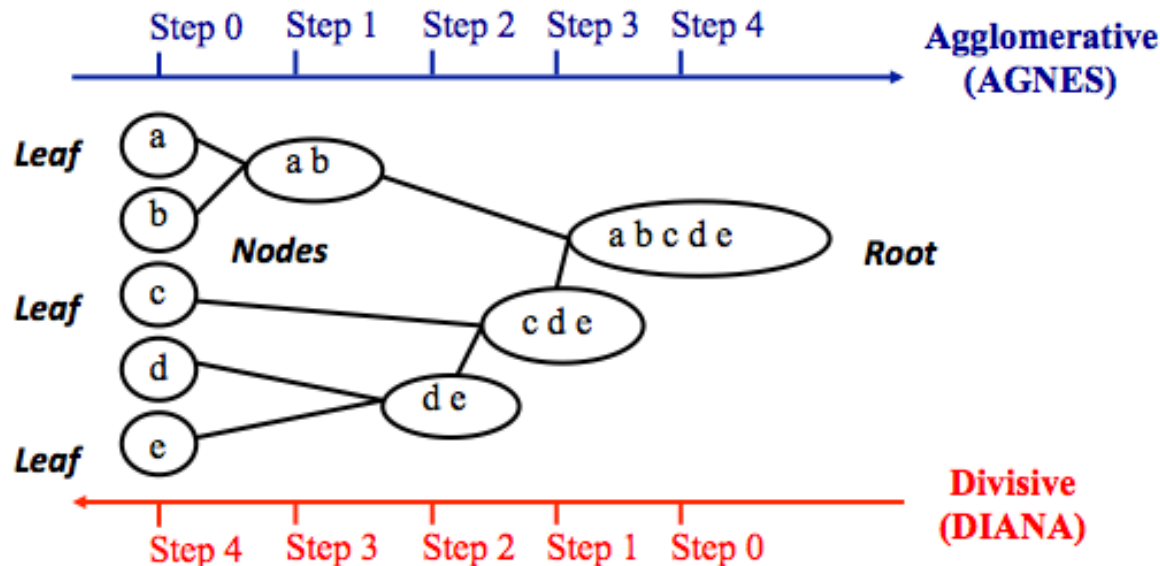 Step 0 Step 1 Step 2 Step 3 Step 4
Agglomerative
(AGNES)
Leaf
a
a b
b
a b c d e
Nodes
Root
Leaf
c
c d e
d
d e
e
Leaf
Divisive
(DIANA)
Step 4 Step 3 Step 2 Step 1 Step 0